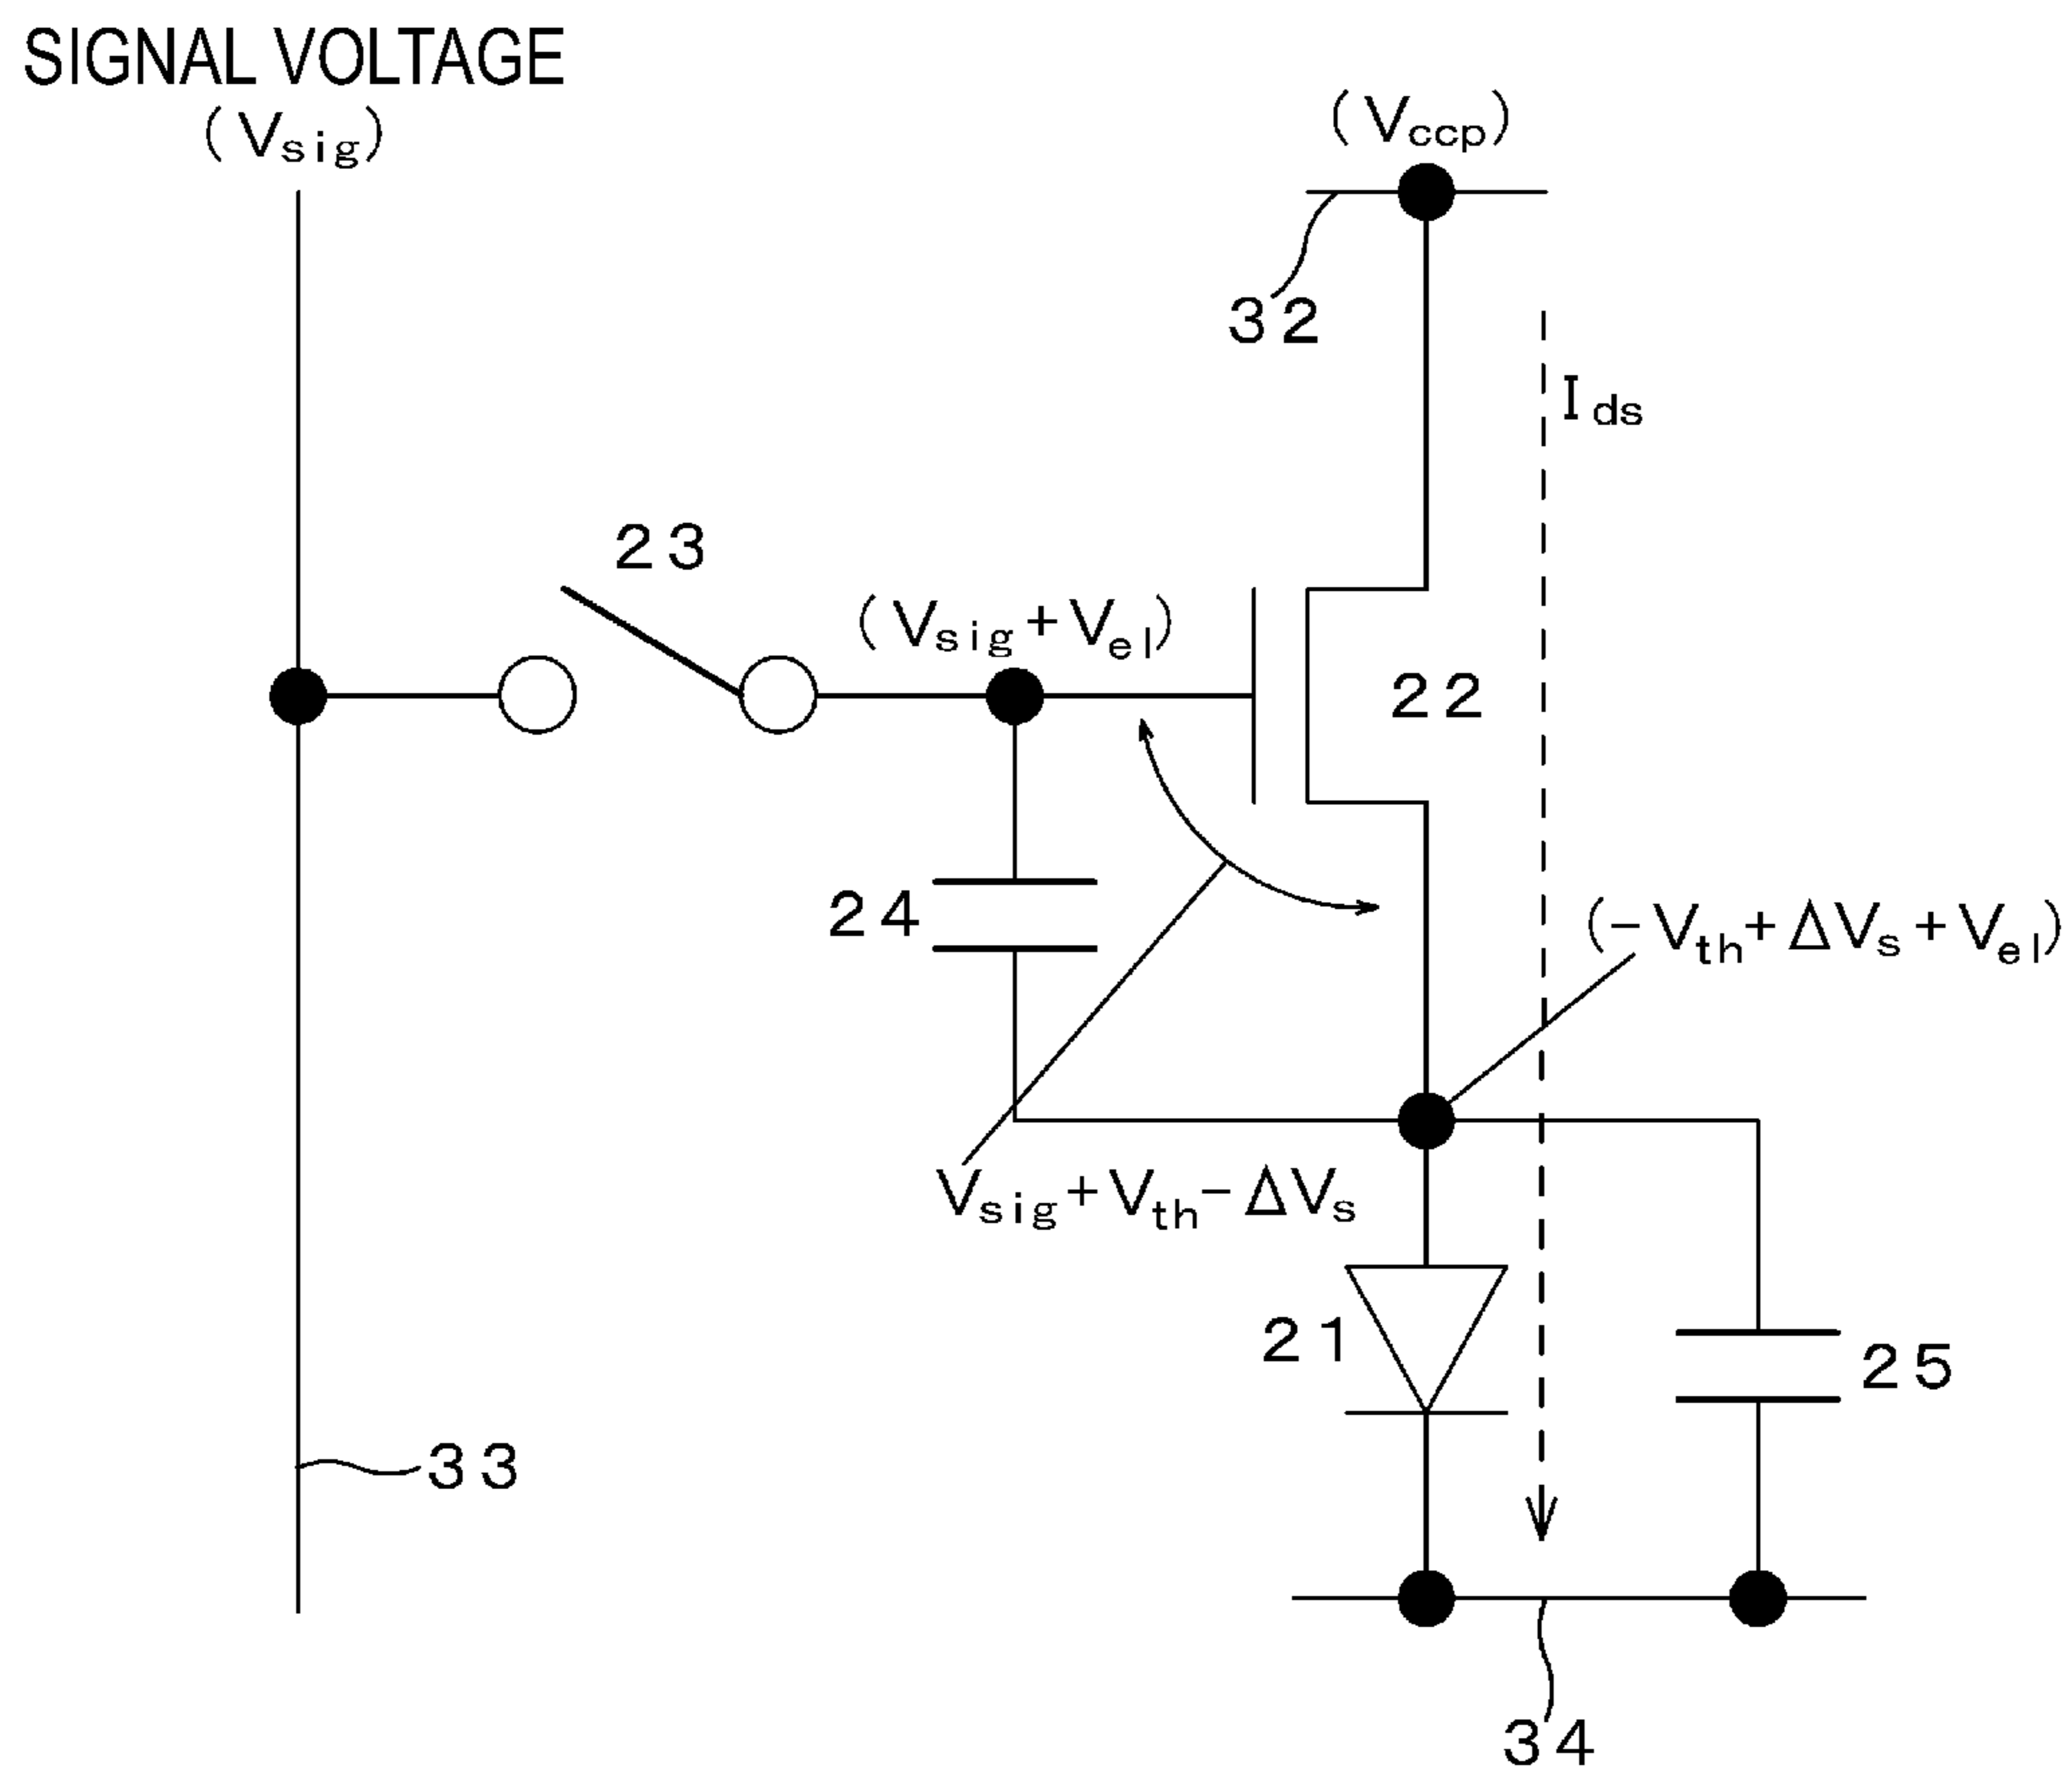 SIGNAL VOLTAGE
(Vsig)
(Vccp)
32
Ids
23
(Vsig+Vel)
22
24
(-Vth+ΔVs+Vel)
Vsig+Vth-ΔVs
21
25
33
34